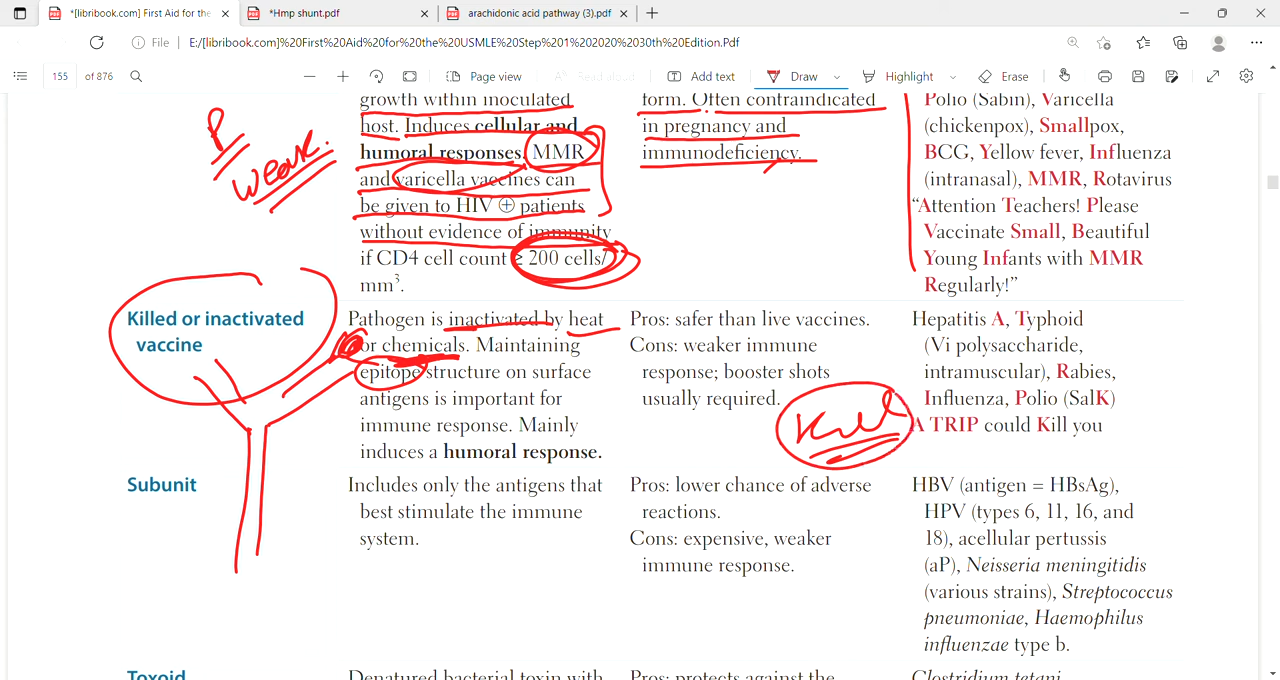 *[libribook.com] First Aid for the
*Hmp shunt.pdf
arachidonic acid pathway (3).pdf
File
E:/[libribook.com]%20First%20Aid%20for%20the%20USMLE%20Step%201%202020%2030th%20Edition.Pdf
155 of 876
Page view
Read aloud
Add text
Draw
Highlight
Erase
P
weak.
growth within inoculated
host. Induces cellular and
humoral responses. MMR
and varicella vaccines can
be given to HIV ⊕ patients
without evidence of immunity
if CD4 cell count ≥ 200 cells/
mm³.
form. Often contraindicated
in pregnancy and
immunodeficiency.
Polio (Sabin), Varicella
(chickenpox), Smallpox,
BCG, Yellow fever, Influenza
(intranasal), MMR, Rotavirus
“Attention Teachers! Please
Vaccinate Small, Beautiful
Young Infants with MMR
Regularly!”
Killed or inactivated
vaccine
Pathogen is inactivated by heat
or chemicals. Maintaining
epitope structure on surface
antigens is important for
immune response. Mainly
induces a humoral response.
Pros: safer than live vaccines.
Cons: weaker immune
response; booster shots
usually required.
Hepatitis A, Typhoid
(Vi polysaccharide,
intramuscular), Rabies,
Influenza, Polio (SalK)
A TRIP could Kill you
Subunit
Includes only the antigens that
best stimulate the immune
system.
Pros: lower chance of adverse
reactions.
Cons: expensive, weaker
immune response.
HBV (antigen = HBsAg),
HPV (types 6, 11, 16, and
18), acellular pertussis
(aP), Neisseria meningitidis
(various strains), Streptococcus
pneumoniae, Haemophilus
influenzae type b.
Toxoid
Denatured bacterial toxin with
Pros: protects against the
Clostridium tetani